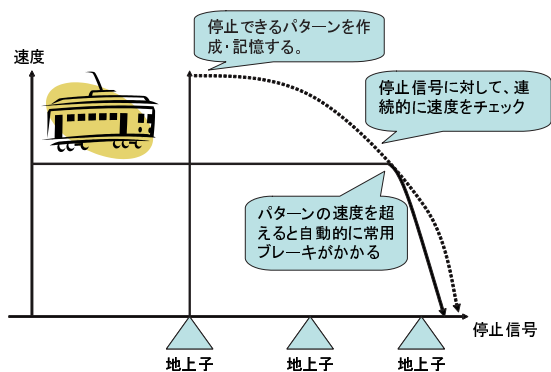 停止できるパターンを作
成・記憶する。
速度
停止信号に対して、連
続的に速度をチェック
パターンの速度を超
えると自動的に常用
ブレーキがかかる
停止信号
地上子
地上子
地上子